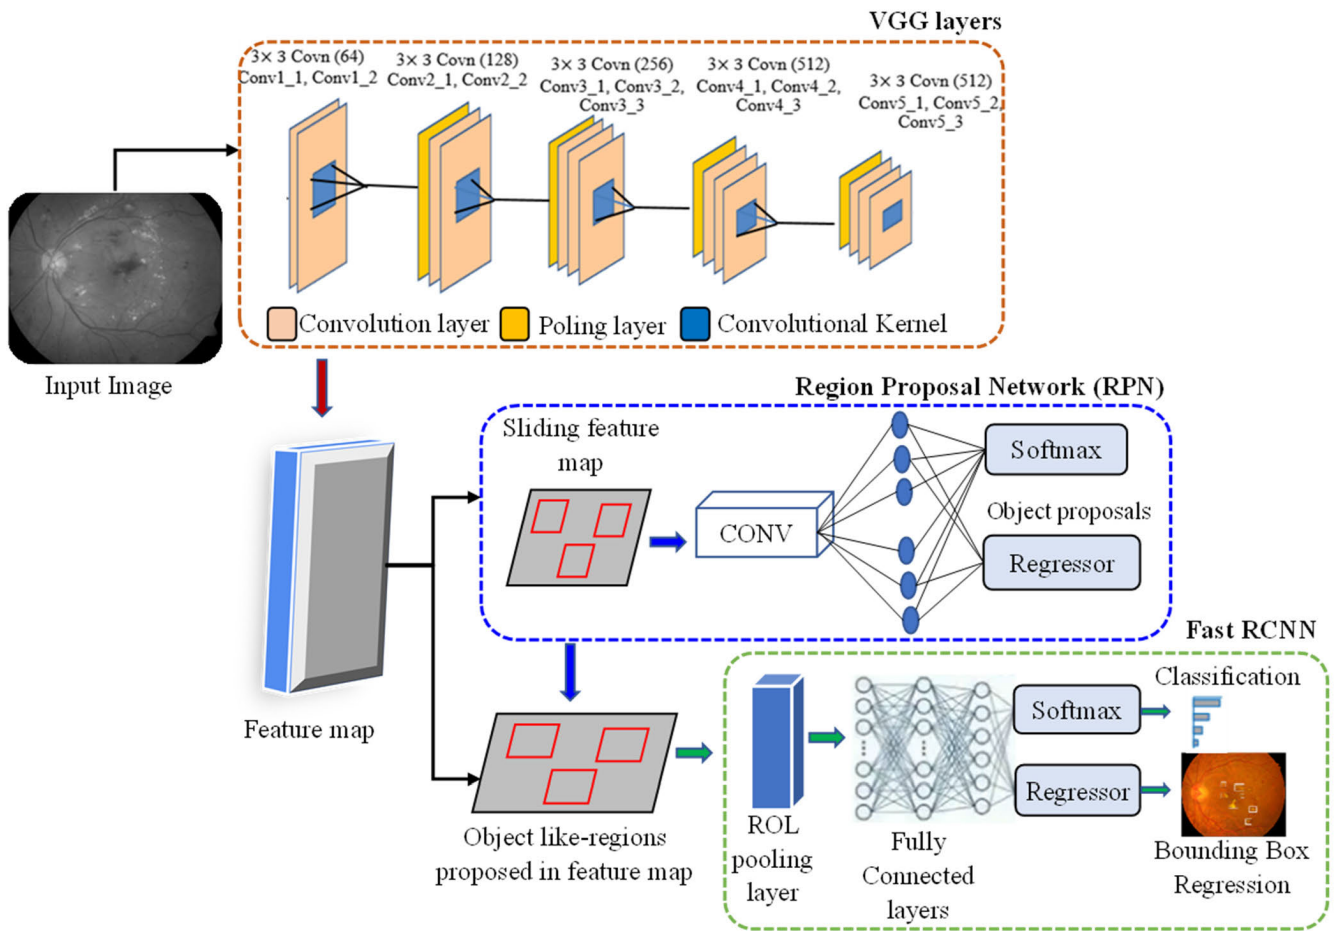 VGG layers
3× 3 Covn (64)
Conv1_1, Conv1_2
3× 3 Covn (128)
Conv2_1, Conv2_2
3× 3 Covn (256)
Conv3_1, Conv3_2,
Conv3_3
3× 3 Covn (512)
Conv4_1, Conv4_2,
Conv4_3
3× 3 Covn (512)
Conv5_1, Conv5_2,
Conv5_3
Convolution layer
Poling layer
Convolutional Kernel
Input Image
Region Proposal Network (RPN)
Sliding feature
map
CONV
Softmax
Object proposals
Regressor
Feature map
Object like-regions
proposed in feature map
Fast RCNN
ROL
pooling
layer
Fully
Connected
layers
Softmax
Regressor
Classification
Bounding Box
Regression